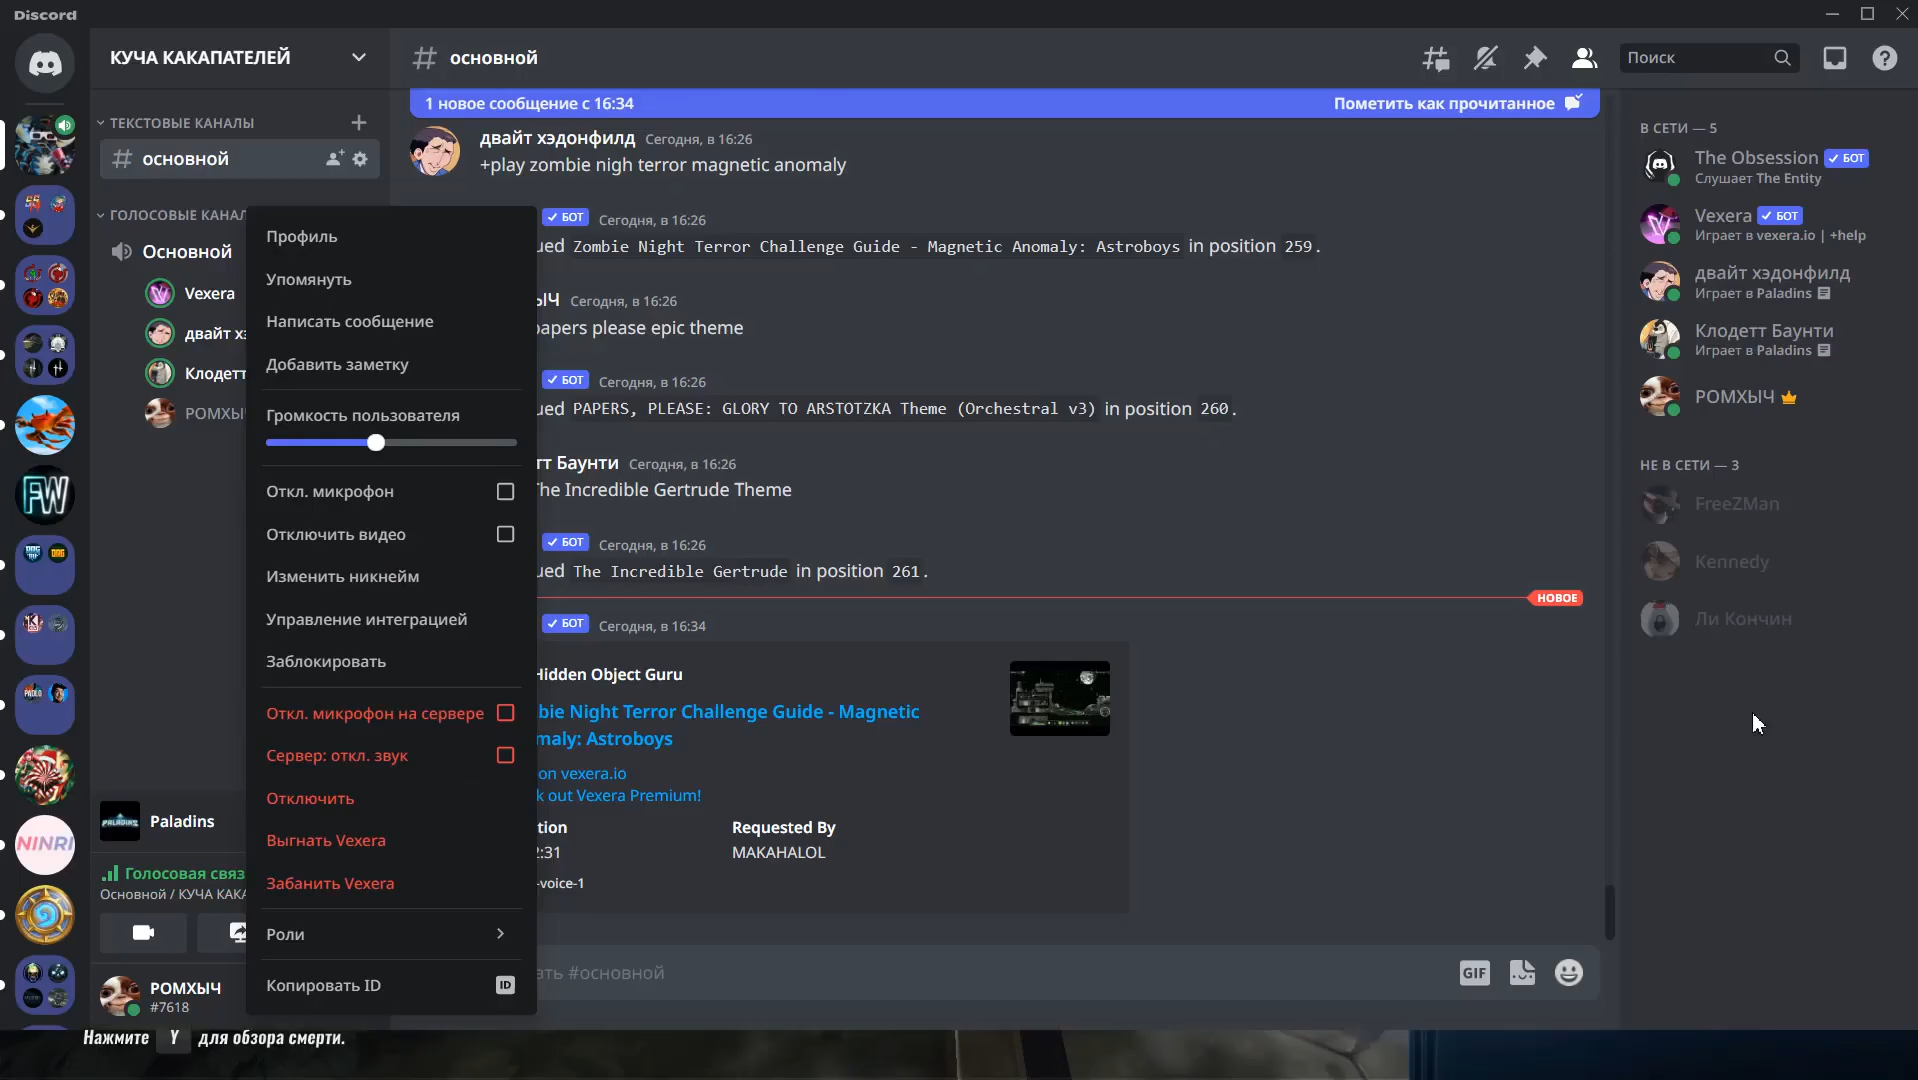 Discord
КУЧА КАКАПАТЕЛЕЙ
основной
Поиск
1 новое сообщение с 16:34
Пометить как прочитанное
ТЕКСТОВЫЕ КАНАЛЫ
основной
ГОЛОСОВЫЕ КАНАЛ
Основной
Vexera
двайт хэ
Клодетт
РОМХЫ
Paladins
Голосовая связ
Основной / КУЧА КАКА
РОМХЫЧ
#7618
NINRI
FW
Профиль
Упомянуть
Написать сообщение
Добавить заметку
Громкость пользователя
Откл. микрофон
Отключить видео
Изменить никнейм
Управление интеграцией
Заблокировать
Откл. микрофон на сервере
Сервер: откл. звук
Отключить
Выгнать Vexera
Забанить Vexera
Роли
Копировать ID
ID
двайт хэдонфилд Сегодня, в 16:26
+play zombie nigh terror magnetic anomaly
БОТ Сегодня, в 16:26
ued Zombie Night Terror Challenge Guide - Magnetic Anomaly: Astroboys in position 259.
ЫЧ Сегодня, в 16:26
papers please epic theme
БОТ Сегодня, в 16:26
ued PAPERS, PLEASE: GLORY TO ARSTOTZKA Theme (Orchestral v3) in position 260.
тт Баунти Сегодня, в 16:26
The Incredible Gertrude Theme
БОТ Сегодня, в 16:26
ued The Incredible Gertrude in position 261.
НОВОЕ
БОТ Сегодня, в 16:34
Hidden Object Guru
bie Night Terror Challenge Guide - Magnetic
maly: Astroboys
on vexera.io
k out Vexera Premium!
tion
Requested By
2:31
MAKAHALOL
-voice-1
ать #основной
GIF
В СЕТИ — 5
The Obsession БОТ
Слушает The Entity
Vexera БОТ
Играет в vexera.io | +help
двайт хэдонфилд
Играет в Paladins
Клодетт Баунти
Играет в Paladins
РОМХЫЧ
НЕ В СЕТИ — 3
FreeZMan
Kennedy
Ли Кончин
Нажмите Y для обзора смерти.